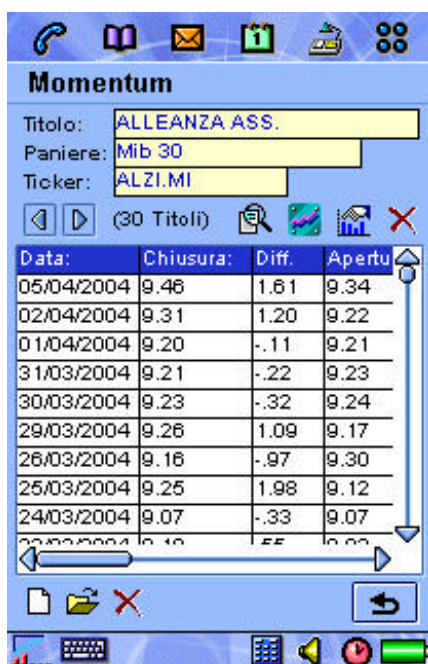 1
Momentum
Titolo: ALLEANZA ASS.
Paniere: Mib 30
Ticker: ALZI.MI
(30 Titoli)
Data: Chiusura: Diff. Apertu
05/04/2004 9.46 1.61 9.34
02/04/2004 9.31 1.20 9.22
01/04/2004 9.20 -.11 9.21
31/03/2004 9.21 -.22 9.23
30/03/2004 9.23 -.32 9.24
29/03/2004 9.26 1.09 9.17
26/03/2004 9.16 -.97 9.30
25/03/2004 9.25 1.98 9.12
24/03/2004 9.07 -.33 9.07